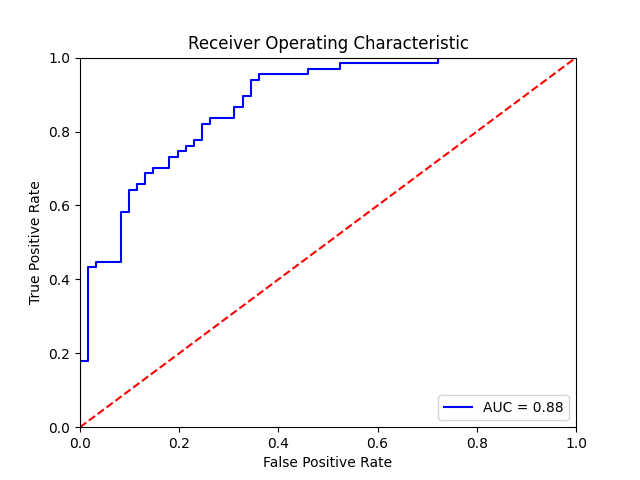 Receiver Operating Characteristic
True Positive Rate
1.0
0.8
0.6
0.4
0.2
0.0
AUC = 0.88
0.0 0.2 0.4 0.6 0.8 1.0
False Positive Rate